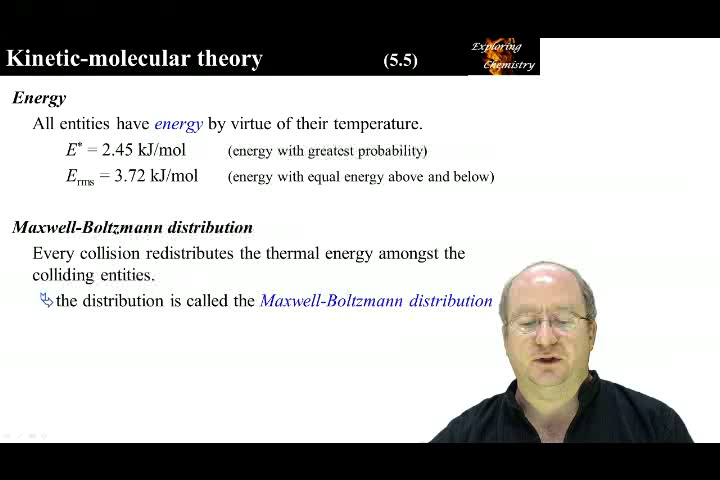 Kinetic-molecular theory (5.5)
Exploring
Chemistry
Energy
All entities have energy by virtue of their temperature.
E* = 2.45 kJ/mol (energy with greatest probability)
Erms = 3.72 kJ/mol (energy with equal energy above and below)
Maxwell-Boltzmann distribution
Every collision redistributes the thermal energy amongst the
colliding entities.
the distribution is called the Maxwell-Boltzmann distribution